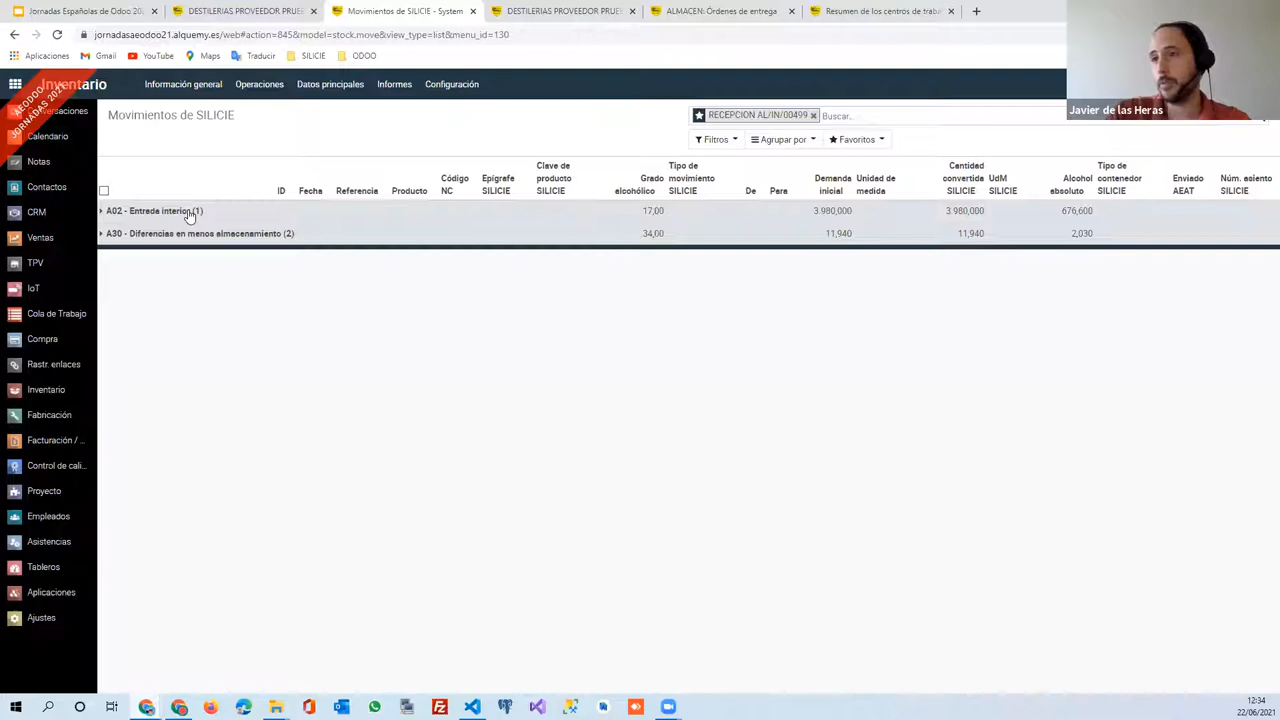 Jornadas Españolas de Odoo 20
DESTILERIAS PROVEEDOR PRUEB
Movimientos de SILICIE - System
DESTILERIAS PROVEEDOR PRUEB
ALMACEN: Órdenes de entrega
Resumen de los centros de traba
jornadasaeodoo21.alquemy.es/web#action=845&model=stock.move&view_type=list&menu_id=130
Aplicaciones
Gmail
YouTube
Maps
Traducir
SILICIE
ODOO
AEODOO
JORNADAS 202
Inventario
Información general
Operaciones
Datos principales
Informes
Configuración
Javier de las Heras
Movimientos de SILICIE
RECEPCION AL/IN/00499
Buscar...
Filtros
Agrupar por
Favoritos
ID
Fecha
Referencia
Producto
Código NC
Epígrafe SILICIE
Clave de producto SILICIE
Grado alcohólico
Tipo de movimiento SILICIE
De
Para
Demanda inicial
Unidad de medida
Cantidad convertida SILICIE
UdM SILICIE
Alcohol absoluto
Tipo de contenedor SILICIE
Enviado AEAT
Núm. asiento SILICIE
A02 - Entrada interior (1) 17,00 3.980,000 3.980,000 676,600
A30 - Diferencias en menos almacenamiento (2) 34,00 11,940 11,940 2,030
Conversaciones
Calendario
Notas
Contactos
CRM
Ventas
TPV
IoT
Cola de Trabajo
Compra
Rastr. enlaces
Inventario
Fabricación
Facturación / ...
Control de cali...
Proyecto
Empleados
Asistencias
Tableros
Aplicaciones
Ajustes
12:34
22/06/2021